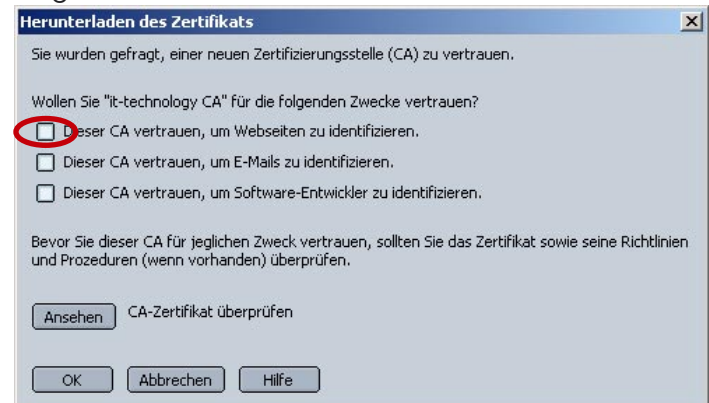 Herunterladen des Zertifikats
Sie wurden gefragt, einer neuen Zertifizierungsstelle (CA) zu vertrauen.
Wollen Sie "it-technology CA" für die folgenden Zwecke vertrauen?
Dieser CA vertrauen, um Webseiten zu identifizieren.
Dieser CA vertrauen, um E-Mails zu identifizieren.
Dieser CA vertrauen, um Software-Entwickler zu identifizieren.
Bevor Sie dieser CA für jeglichen Zweck vertrauen, sollten Sie das Zertifikat sowie seine Richtlinien
und Prozeduren (wenn vorhanden) überprüfen.
Ansehen CA-Zertifikat überprüfen
OK Abbrechen Hilfe